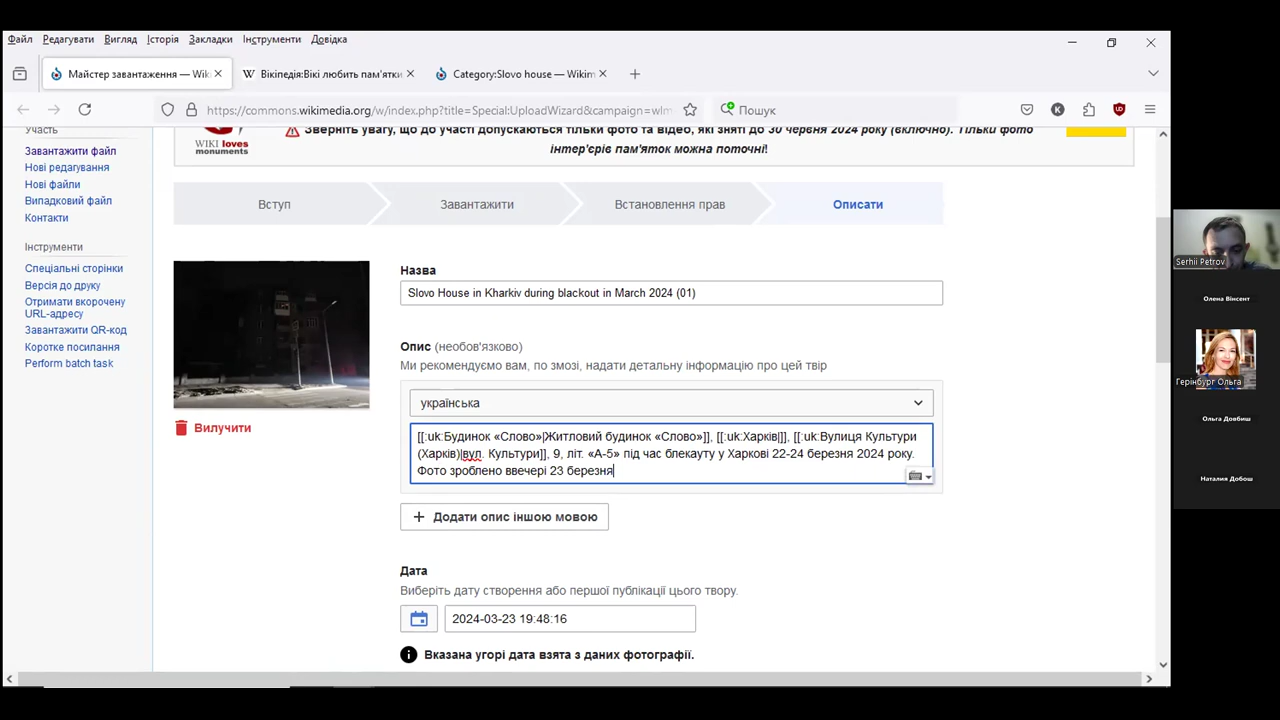 Файл Редагувати Вигляд Історія Закладки Інструменти Довідка
Майстер завантаження — Wiki
Вікіпедія:Вікі любить пам'ятки
Category:Slovo house — Wikim
https://commons.wikimedia.org/w/index.php?title=Special:UploadWizard&campaign=wlm
Пошук
Участь
Завантажити файл
Нові редагування
Нові файли
Випадковий файл
Контакти
Інструменти
Спеціальні сторінки
Версія до друку
Отримати вкорочену
URL-адресу
Завантажити QR-код
Коротке посилання
Perform batch task
WIKI loves
monuments
Зверніть увагу, що до участі допускаються тільки фото та відео, які зняті до 30 червня 2024 року (включно). Тільки фото
інтер'єрів пам'яток можна поточні!
Вступ
Завантажити
Встановлення прав
Описати
Вилучити
Назва
Slovo House in Kharkiv during blackout in March 2024 (01)
Опис (необов'язково)
Ми рекомендуємо вам, по змозі, надати детальну інформацію про цей твір
українська
[[:uk:Будинок «Слово»|Житловий будинок «Слово»]], [[:uk:Харків|]], [[:uk:Вулиця Культури
(Харків)|вул. Культури]], 9, літ. «А-5» під час блекауту у Харкові 22-24 березня 2024 року.
Фото зроблено ввечері 23 березня
Додати опис іншою мовою
Дата
Виберіть дату створення або першої публікації цього твору.
2024-03-23 19:48:16
Вказана угорі дата взята з даних фотографії.
Serhii Petrov
Олена Вінсент
Герінбург Ольга
Ольга Довбиш
Наталия Добош